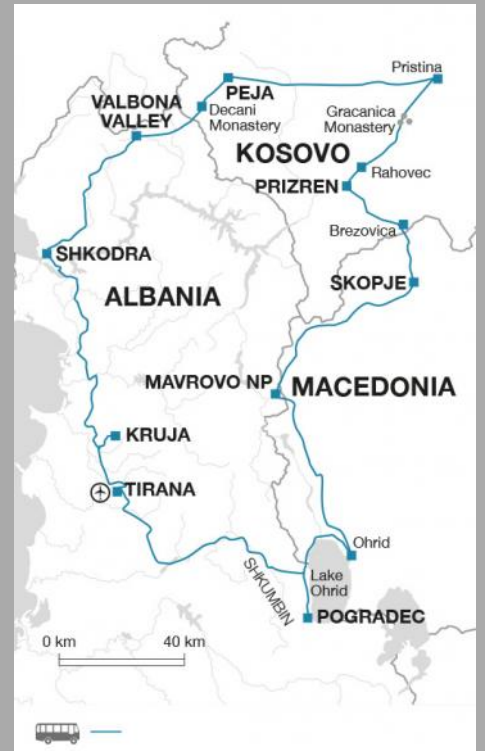 Pristina
PEJA
VALBONA
VALLEY
Decani
Monastery
Gracanica
Monastery
KOSOVO
Rahovec
PRIZREN
Brezovica
SHKODRA
SKOPJE
ALBANIA
MAVROVO NP
MACEDONIA
KRUJA
TIRANA
Ohrid
SHKUMBIN
Lake
Ohrid
POGRADEC
0 km
40 km